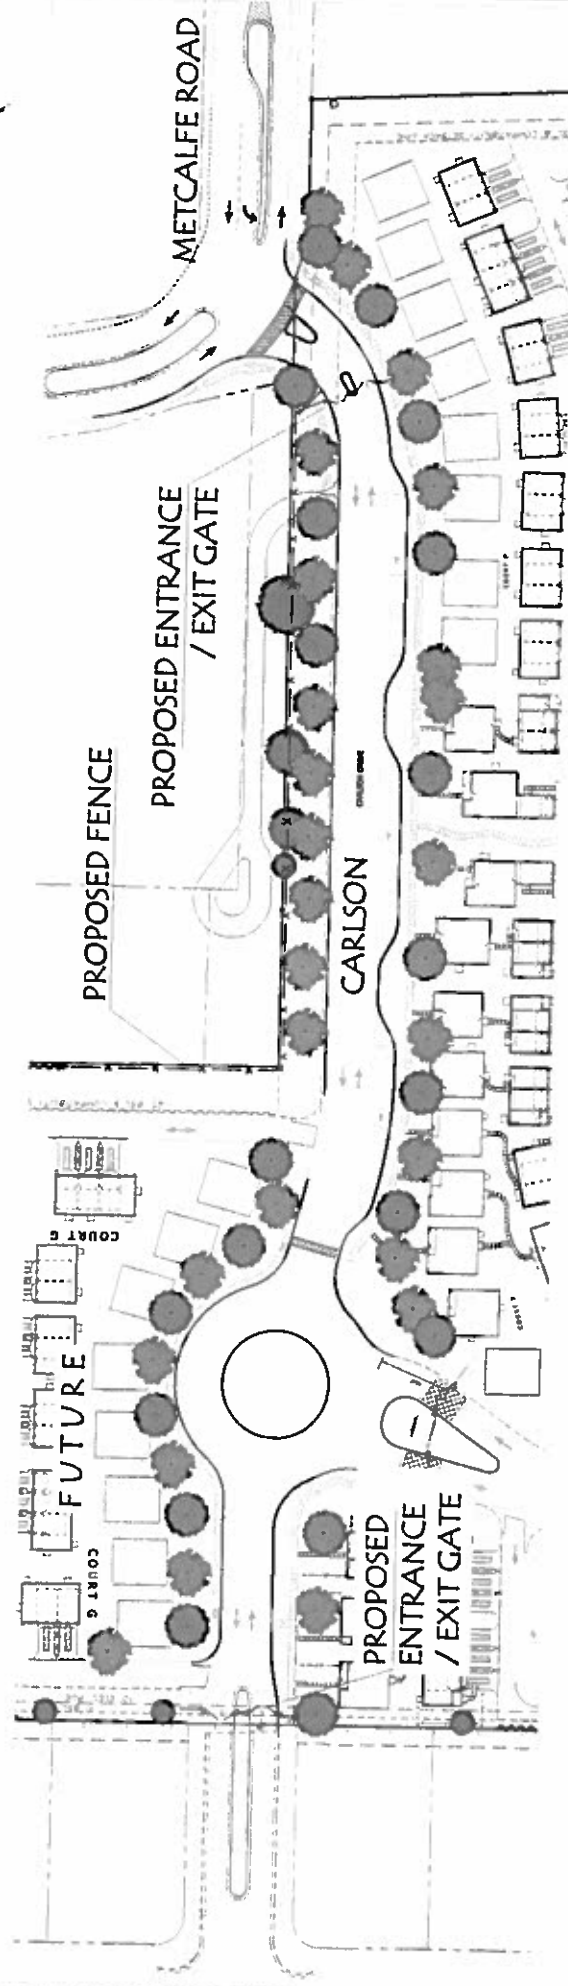 METCALFE ROAD
PROPOSED ENTRANCE
/ EXIT GATE
PROPOSED FENCE
CARLSON
COURT G
FUTURE
COURT G
PROPOSED
ENTRANCE
/ EXIT GATE